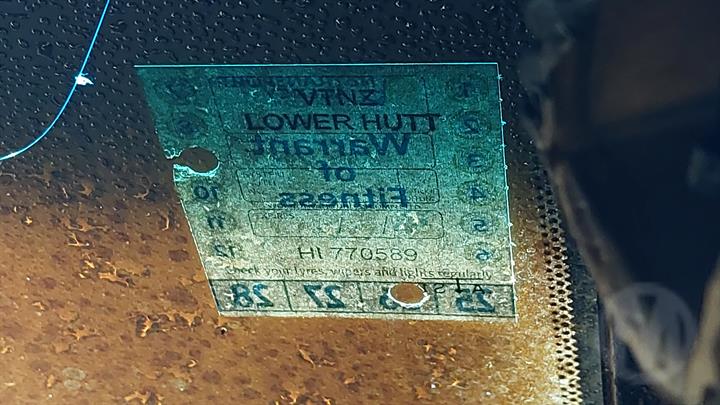 VTNZ
1
LOWER HUTT
2
Warrant
3
of
10
4
Fitness
11
5
12
HI 770589
6
check your tyres, wipers and lights regularly
28 27 25